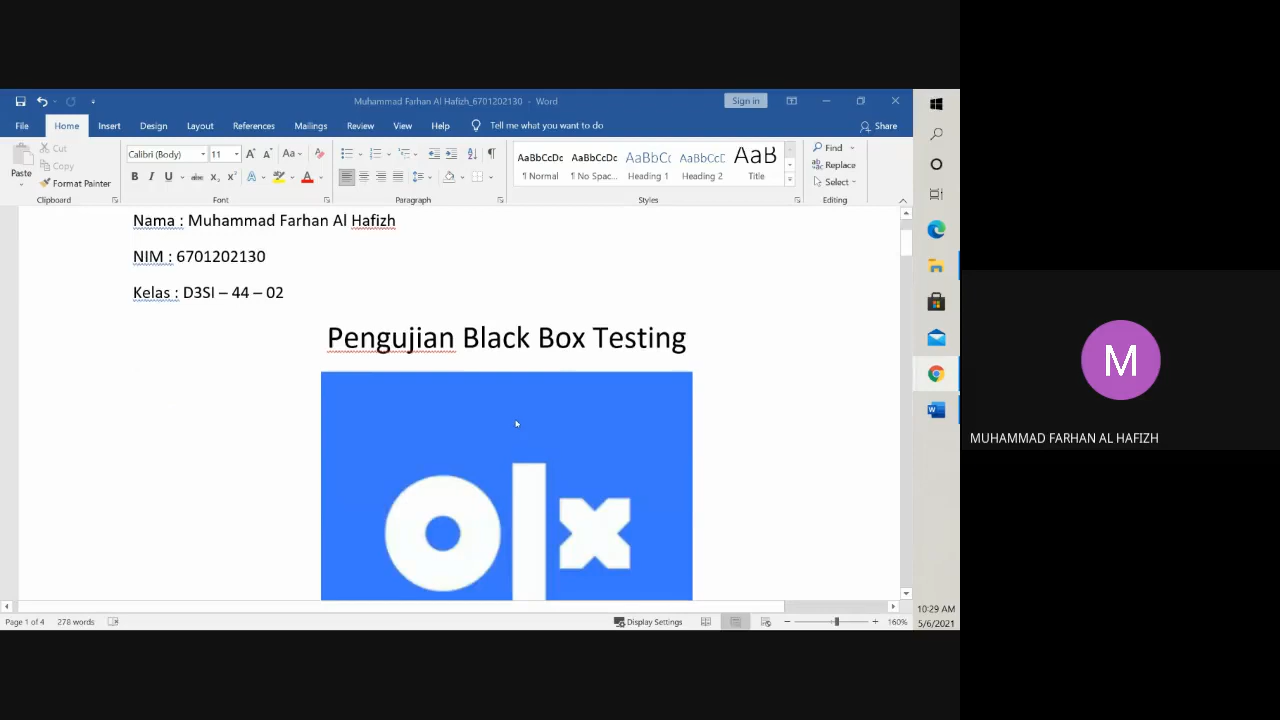 Muhammad Farhan Al Hafizh_6701202130 - Word
Sign in
File Home Insert Design Layout References Mailings Review View Help Tell me what you want to do Share
Paste
Cut
Copy
Format Painter
Clipboard
Calibri (Body) 11
Font
Paragraph
AaBbCcDc AaBbCcDc AaBbCc AaBbCcD AaB
¶ Normal ¶ No Spac... Heading 1 Heading 2 Title
Styles
Find
Replace
Select
Editing
Nama : Muhammad Farhan Al Hafizh
NIM : 6701202130
Kelas : D3SI – 44 – 02
Pengujian Black Box Testing
olx
Page 1 of 4 278 words
Display Settings
160%
10:29 AM
5/6/2021
M
MUHAMMAD FARHAN AL HAFIZH